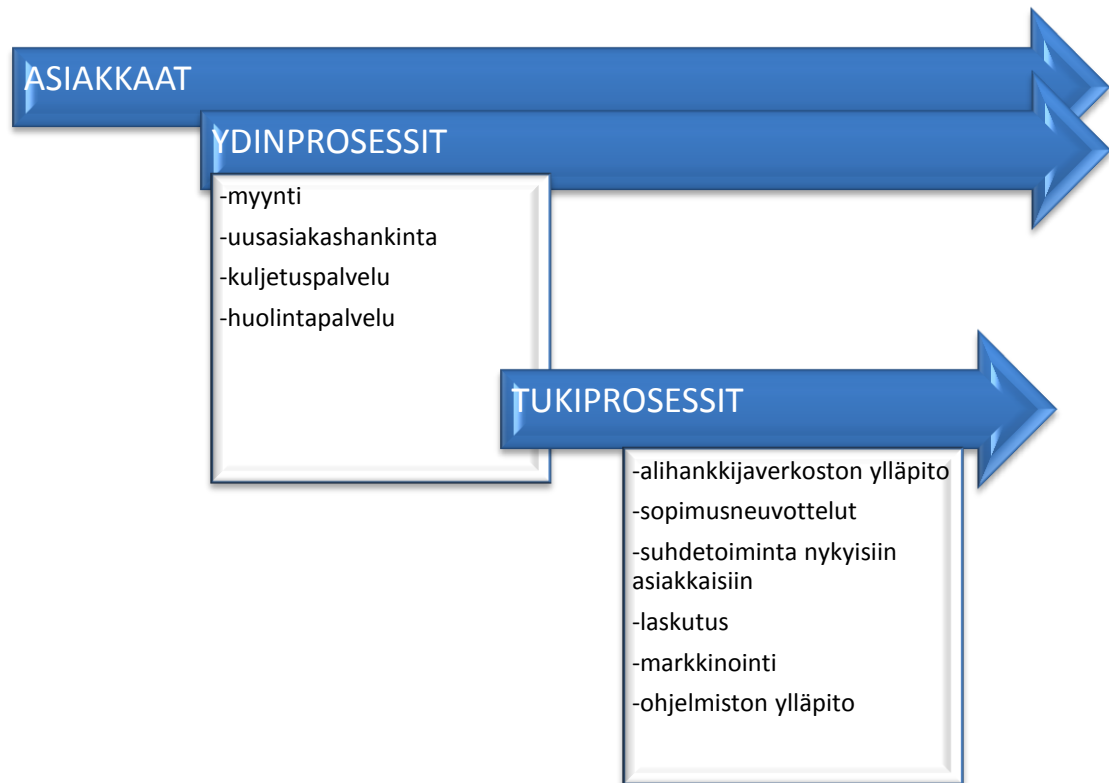 ASIAKKAAT
YDINPROSESSIT
-myynti
-uusasiakashankinta
-kuljetuspalvelu
-huolintapalvelu
TUKIPROSESSIT
-alihankkijaverkoston ylläpito
-sopimusneuvottelut
-suhdetoiminta nykyisiin
asiakkaisiin
-laskutus
-markkinointi
-ohjelmiston ylläpito